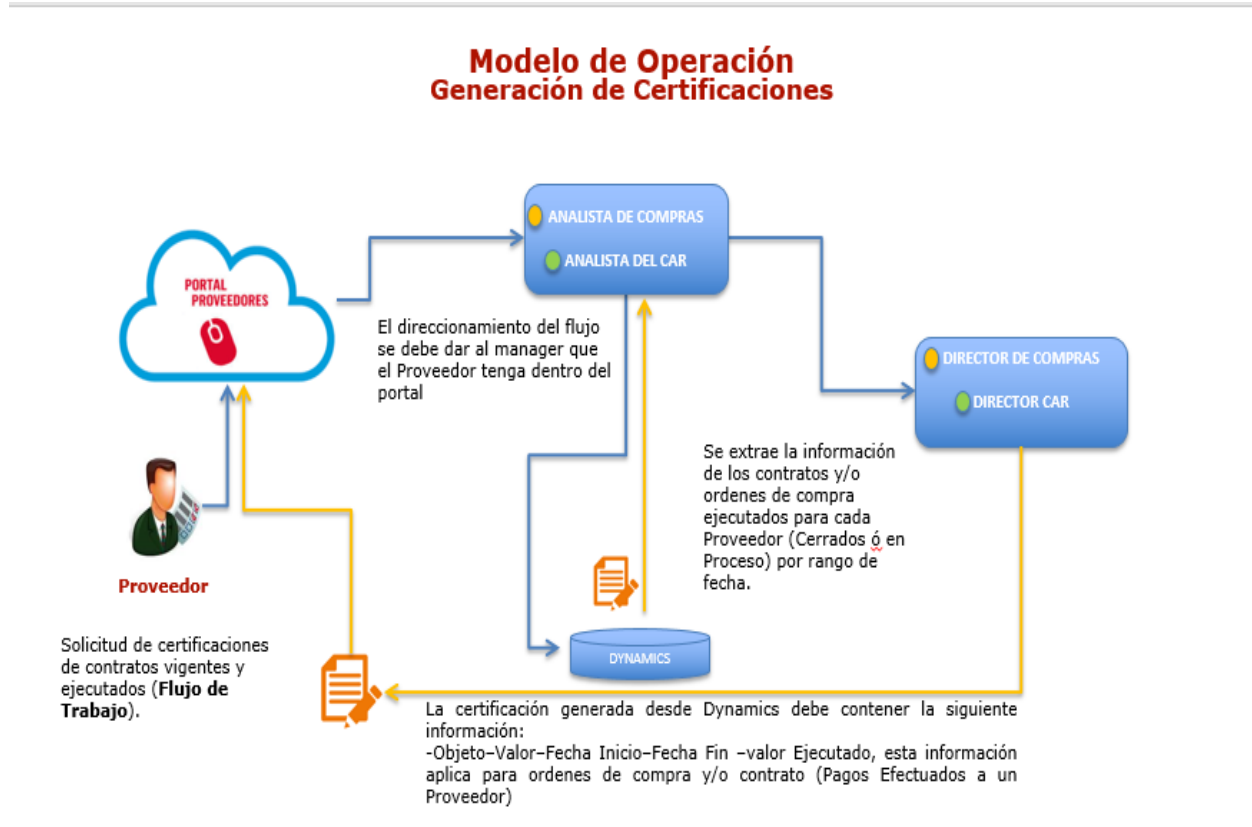 Modelo de Operación
Generación de Certificaciones
ANALISTA DE COMPRAS
ANALISTA DEL CAR
PORTAL
PROVEEDORES
El direccionamiento del flujo
se debe dar al manager que
el Proveedor tenga dentro del
portal
DIRECTOR DE COMPRAS
DIRECTOR CAR
Se extrae la información
de los contratos y/o
ordenes de compra
ejecutados para cada
Proveedor (Cerrados ó en
Proceso) por rango de
fecha.
Proveedor
Solicitud de certificaciones
de contratos vigentes y
ejecutados (Flujo de
Trabajo).
DYNAMICS
La certificación generada desde Dynamics debe contener la siguiente
información:
-Objeto–Valor–Fecha Inicio–Fecha Fin –valor Ejecutado, esta información
aplica para ordenes de compra y/o contrato (Pagos Efectuados a un
Proveedor)